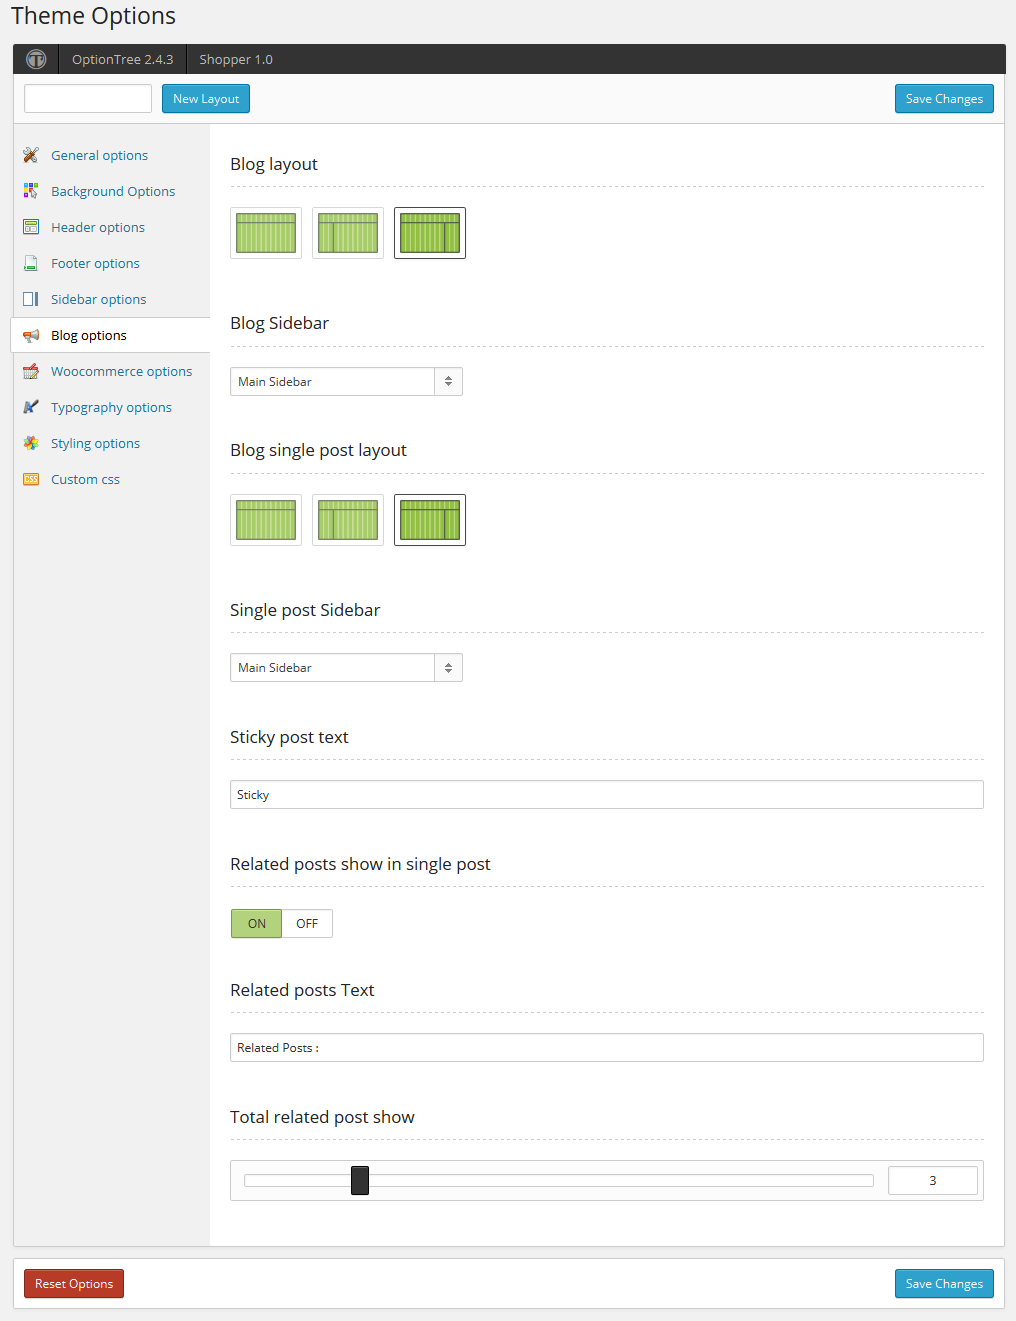 Theme Options
OptionTree 2.4.3 Shopper 1.0
New Layout Save Changes
General options
Background Options
Header options
Footer options
Sidebar options
Blog options
Woocommerce options
Typography options
Styling options
CSS Custom css
Blog layout
Blog Sidebar
Main Sidebar
Blog single post layout
Single post Sidebar
Main Sidebar
Sticky post text
Sticky
Related posts show in single post
ON OFF
Related posts Text
Related Posts :
Total related post show
3
Reset Options Save Changes